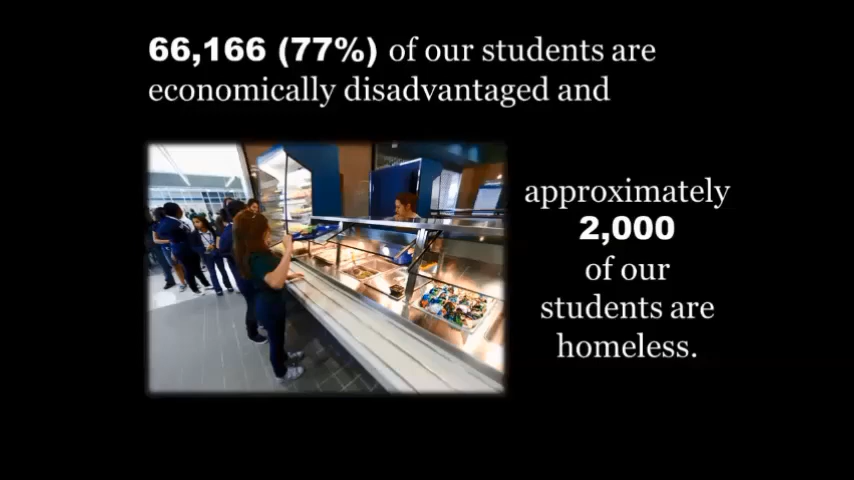 66,166 (77%) of our students are
economically disadvantaged and
approximately
2,000
of our
students are
homeless.